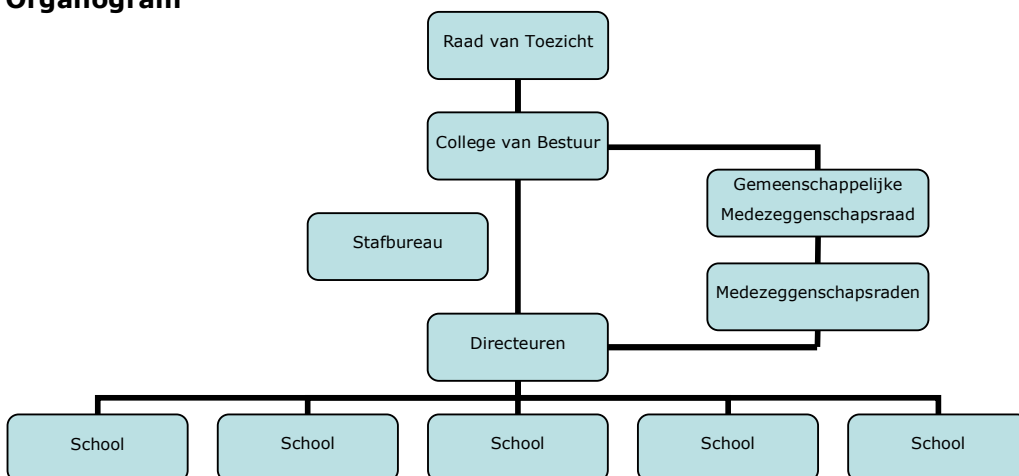 Organogram
Raad van Toezicht
College van Bestuur
Gemeenschappelijke
Medezeggenschapsraad
Stafbureau
Medezeggenschapsraden
Directeuren
School
School
School
School
School